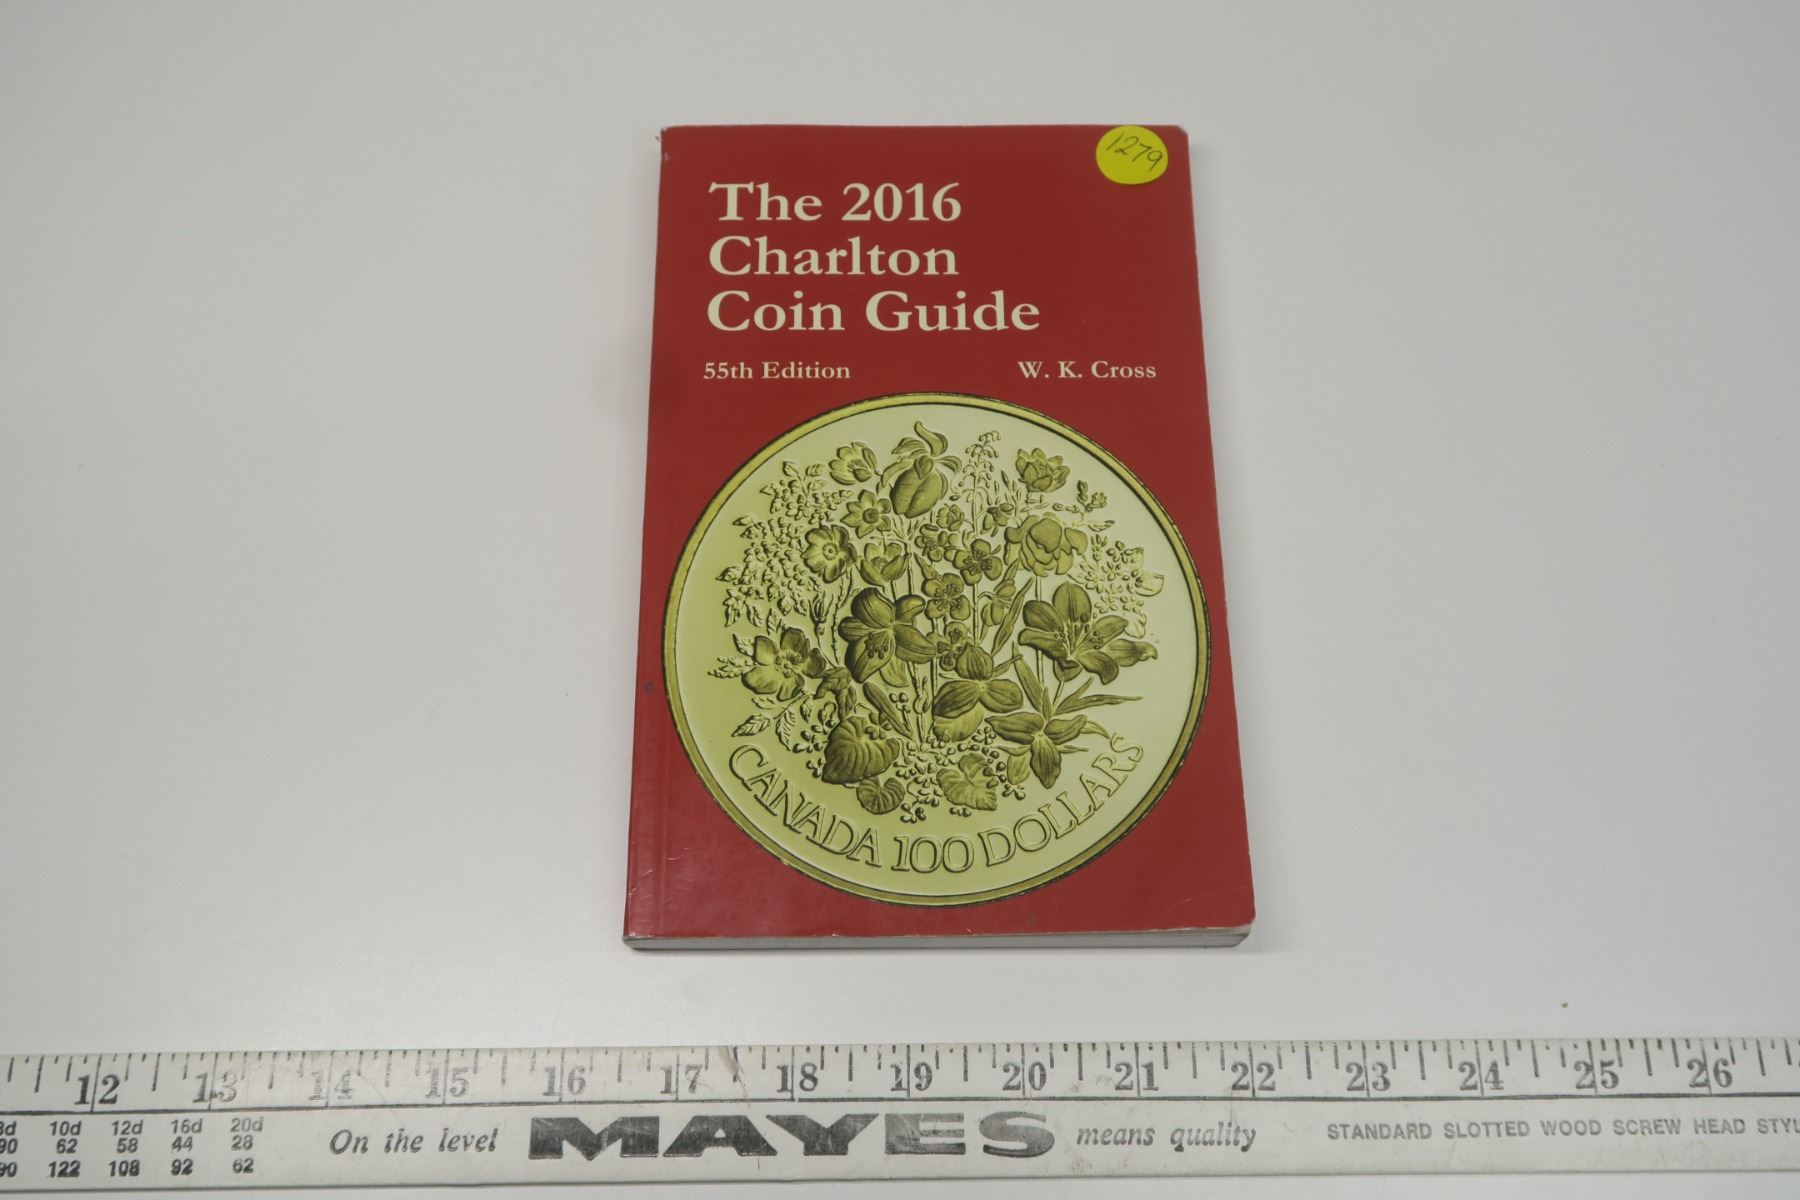 1279
The 2016
Charlton
Coin Guide
55th Edition W. K. Cross
CANADA 100 DOLLARS
12 13 14 15 16 17 18 19 20 21 22 23 24 25 26
10d 12d 16d 20d
90 62 58 44 28
90 122 108 92 62
On the level MAYES means quality STANDARD SLOTTED WOOD SCREW HEAD